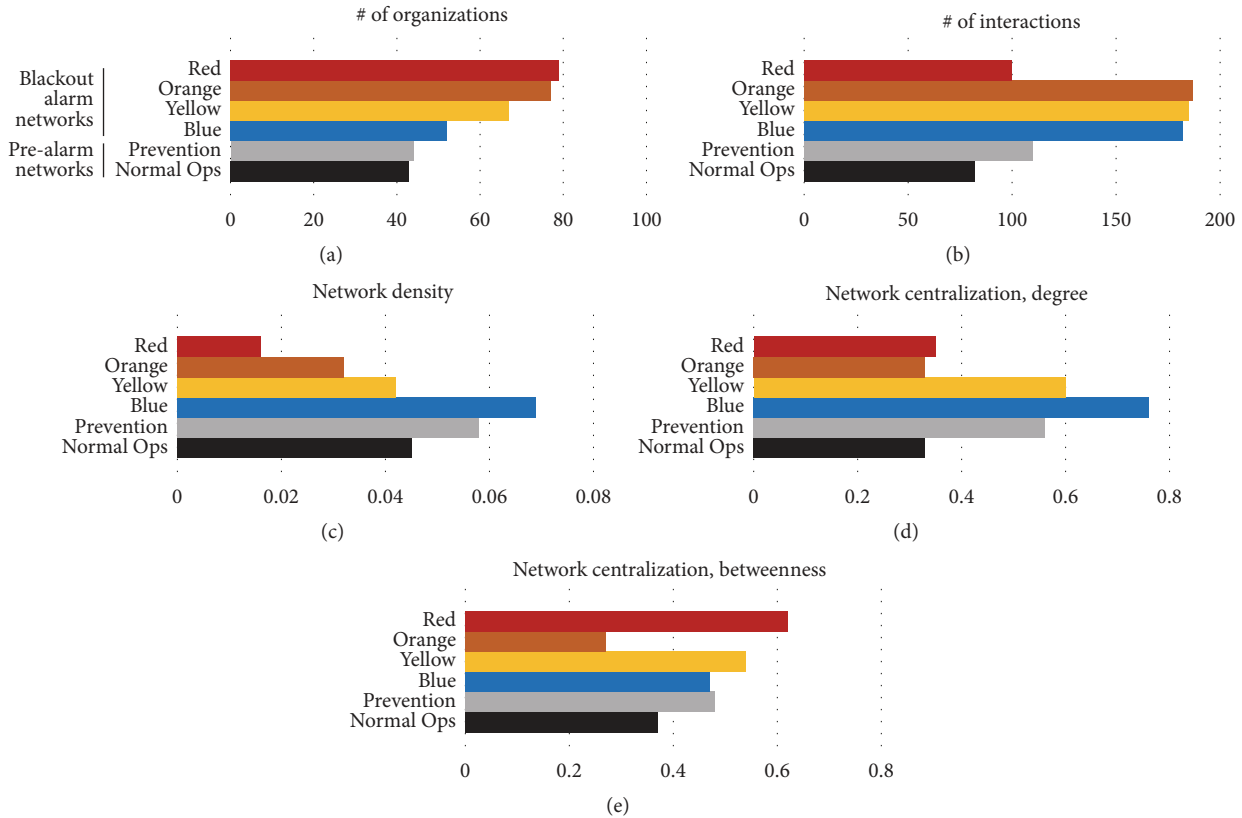 # of organizations
Blackout
alarm
networks
Pre-alarm
networks
Red
Orange
Yellow
Blue
Prevention
Normal Ops
0 20 40 60 80 100
(a)
# of interactions
Red
Orange
Yellow
Blue
Prevention
Normal Ops
0 50 100 150 200
(b)
Network density
Red
Orange
Yellow
Blue
Prevention
Normal Ops
0 0.02 0.04 0.06 0.08
(c)
Network centralization, degree
Red
Orange
Yellow
Blue
Prevention
Normal Ops
0 0.2 0.4 0.6 0.8
(d)
Network centralization, betweenness
Red
Orange
Yellow
Blue
Prevention
Normal Ops
0 0.2 0.4 0.6 0.8
(e)